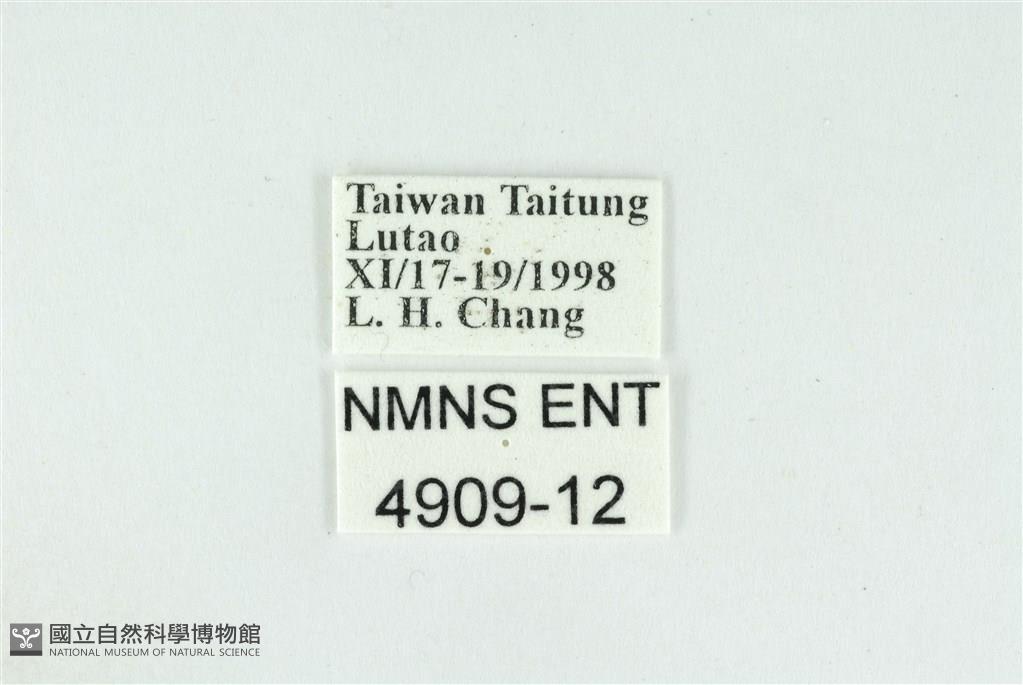 Taiwan Taitung
Lutao
XI/17-19/1998
L. H. Chang
NMNS ENT
4909-12
國立自然科學博物館
NATIONAL MUSEUM OF NATURAL SCIENCE